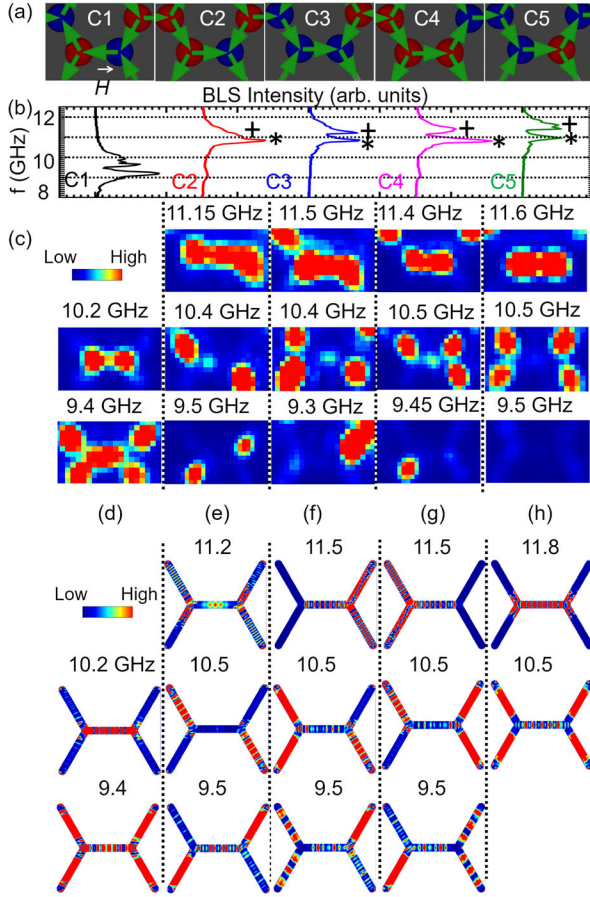 (a) C1 C2 C3 C4 C5
H
BLS Intensity (arb. units)
(b)
12
11
10
9
8
f (GHz)
+ + + +
* * * *
C1 C2 C3 C4 C5
11.15 GHz 11.5 GHz 11.4 GHz 11.6 GHz
(c)
Low High
10.2 GHz 10.4 GHz 10.4 GHz 10.5 GHz 10.5 GHz
9.4 GHz 9.5 GHz 9.3 GHz 9.45 GHz 9.5 GHz
(d) (e) (f) (g) (h)
11.2 11.5 11.5 11.8
Low High
10.2 GHz 10.5 10.5 10.5 10.5
9.4 9.5 9.5 9.5